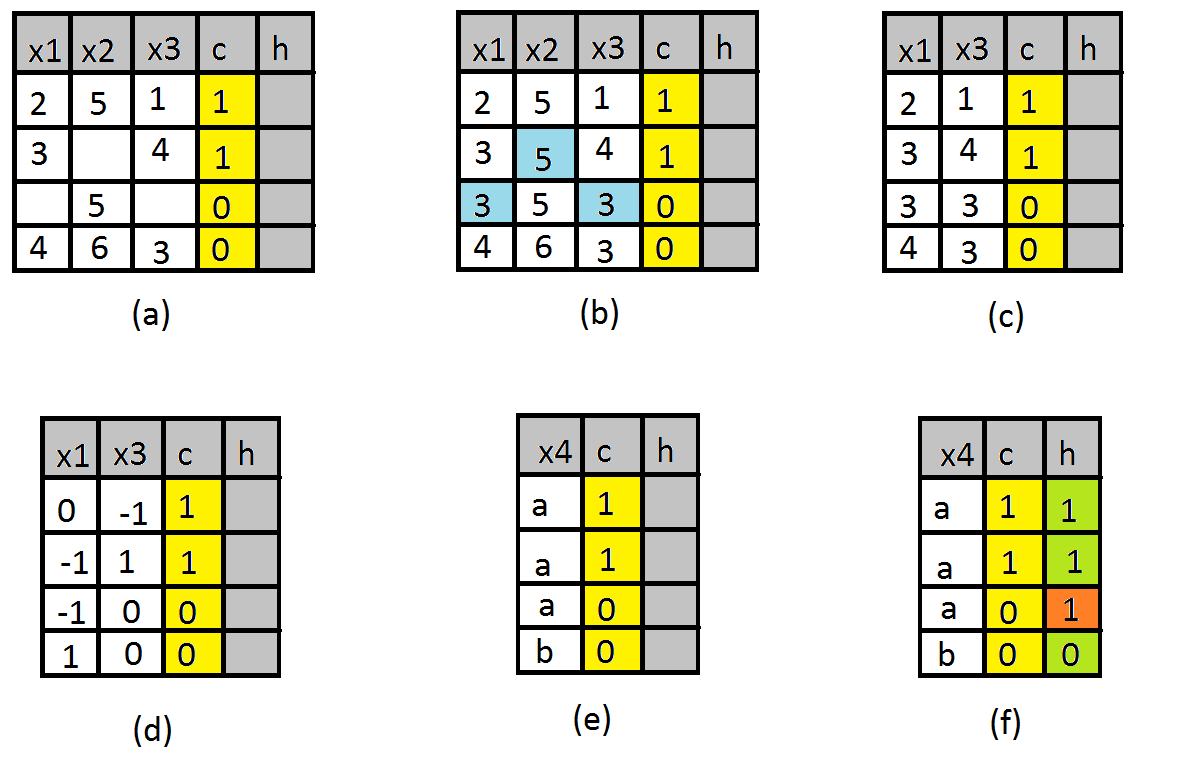 x1 x2 x3 c h
2 5 1 1
3 4 1
5 0
4 6 3 0
(a)
x1 x2 x3 c h
2 5 1 1
3 5 4 1
3 5 3 0
4 6 3 0
(b)
x1 x3 c h
2 1 1
3 4 1
3 3 0
4 3 0
(c)
x1 x3 c h
0 -1 1
-1 1 1
-1 0 0
1 0 0
(d)
x4 c h
a 1
a 1
a 0
b 0
(e)
x4 c h
a 1 1
a 1 1
a 0 1
b 0 0
(f)